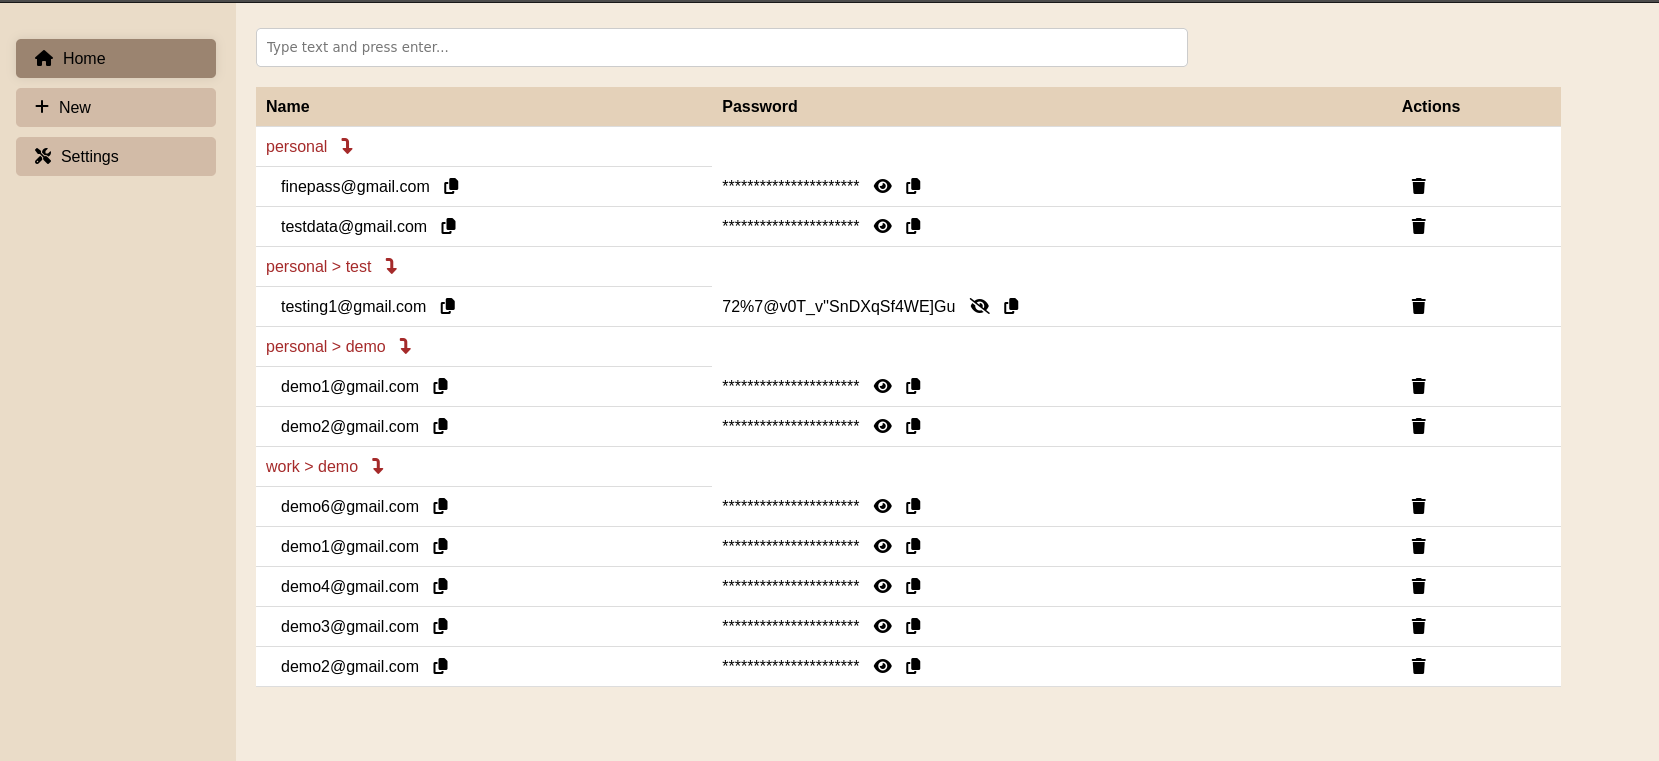 Home
New
Settings
Type text and press enter...
Name Password Actions
personal
finepass@gmail.com **********************
testdata@gmail.com **********************
personal > test
testing1@gmail.com 72%7@v0T_v"SnDXqSf4WE]Gu
personal > demo
demo1@gmail.com **********************
demo2@gmail.com **********************
work > demo
demo6@gmail.com **********************
demo1@gmail.com **********************
demo4@gmail.com **********************
demo3@gmail.com **********************
demo2@gmail.com **********************